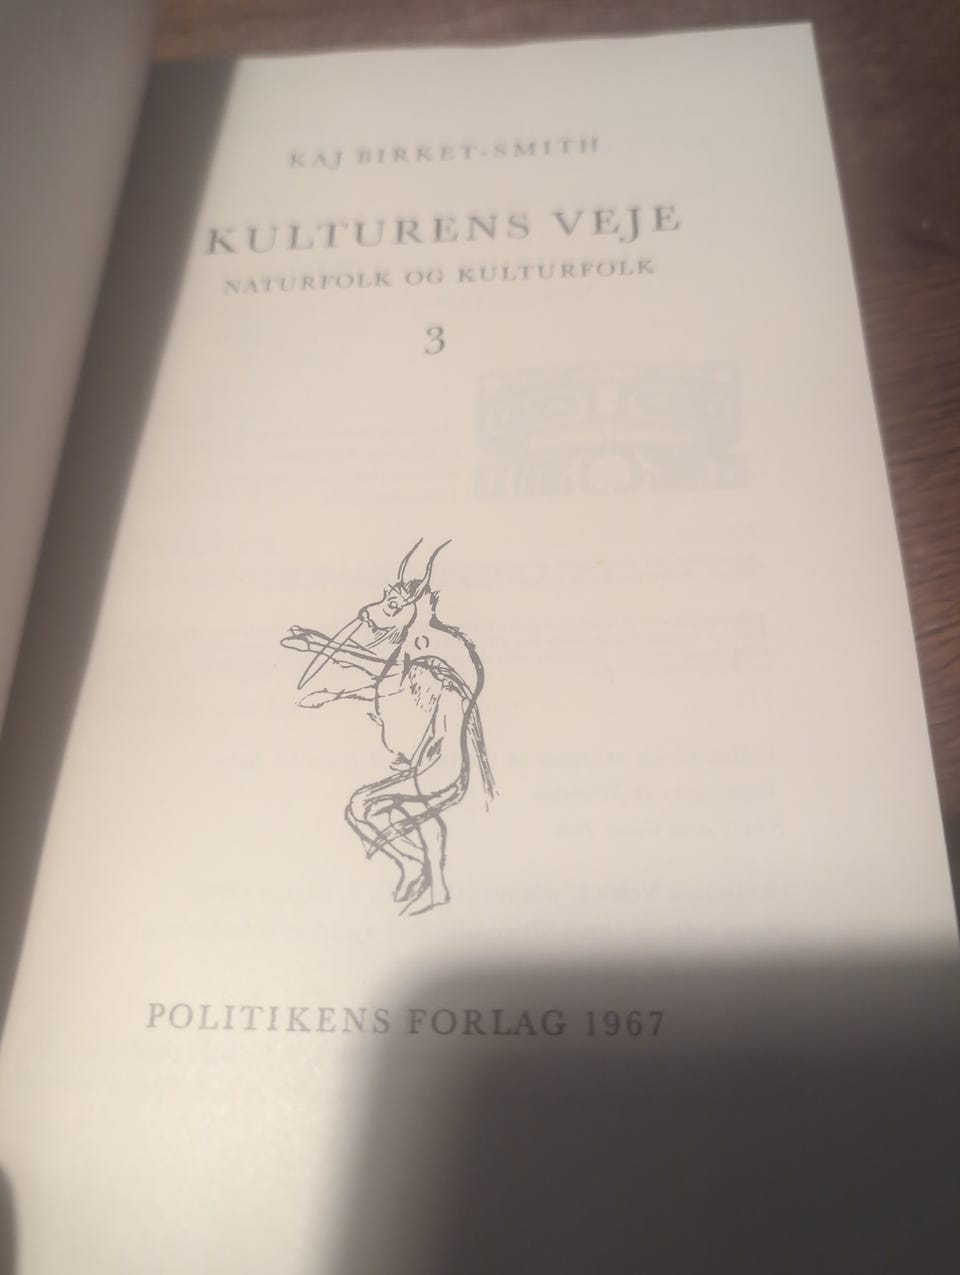 KAJ BIRKET-SMITH
KULTURENS VEJE
NATURFOLK OG KULTURFOLK
3
POLITIKENS FORLAG 1967